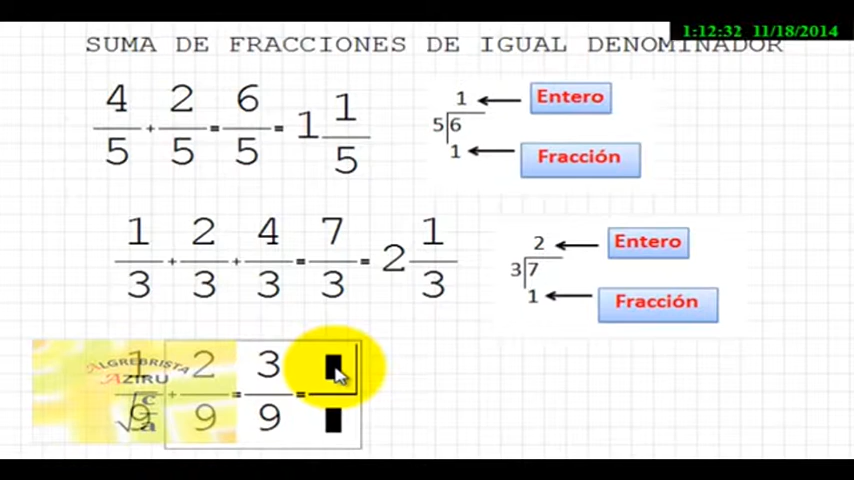 1:12:32 11/18/2014
SUMA DE FRACCIONES DE IGUAL DENOMINADOR
4/5 + 2/5 = 6/5 = 1 1/5
1 ← Entero
5 6
1 ← Fracción
1/3 + 2/3 + 4/3 = 7/3 = 2 1/3
2 ← Entero
3 7
1 ← Fracción
1/9 + 2/9 = 3/9 =
ALGREBRISTA
AZIRU
√c/a